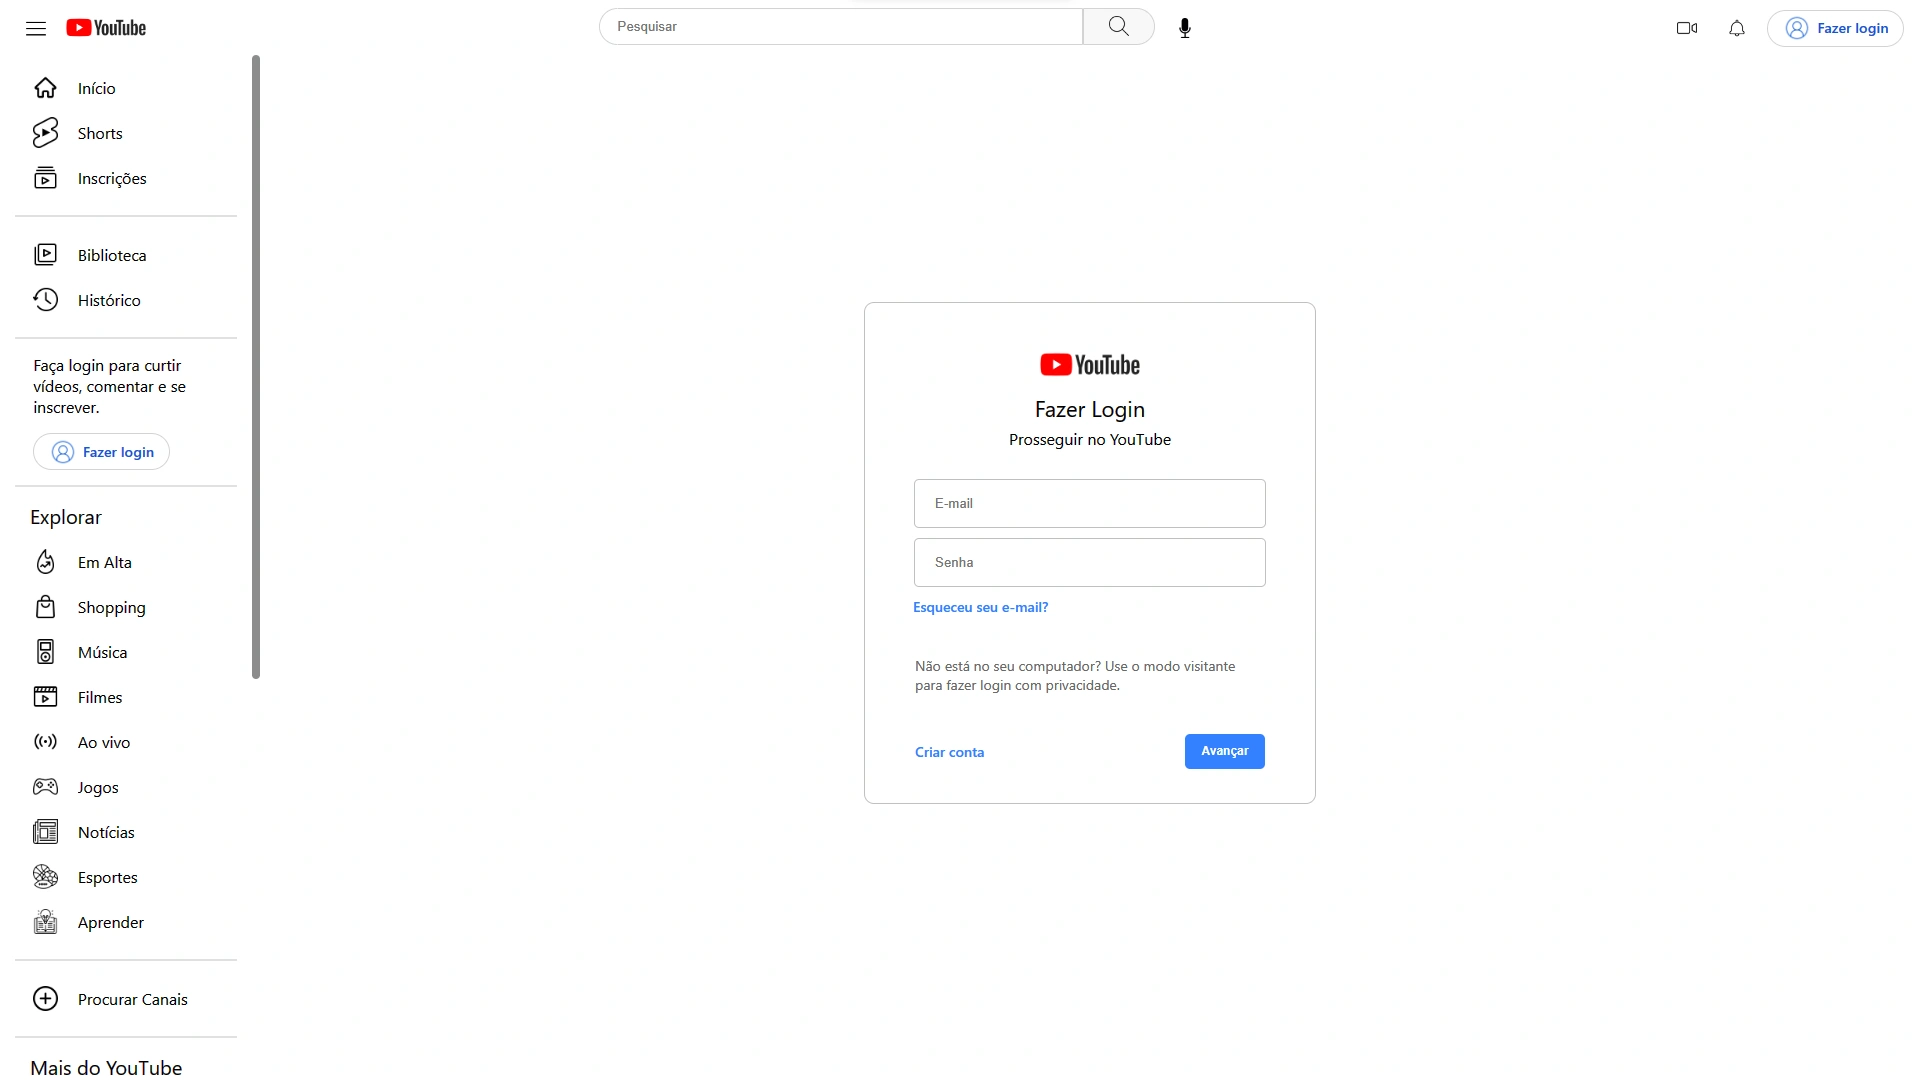 YouTube
Pesquisar
Fazer login
Início
Shorts
Inscrições
Biblioteca
Histórico
Faça login para curtir
vídeos, comentar e se
inscrever.
Fazer login
Explorar
Em Alta
Shopping
Música
Filmes
Ao vivo
Jogos
Notícias
Esportes
Aprender
Procurar Canais
Mais do YouTube
YouTube
Fazer Login
Prosseguir no YouTube
E-mail
Senha
Esqueceu seu e-mail?
Não está no seu computador? Use o modo visitante
para fazer login com privacidade.
Criar conta
Avançar